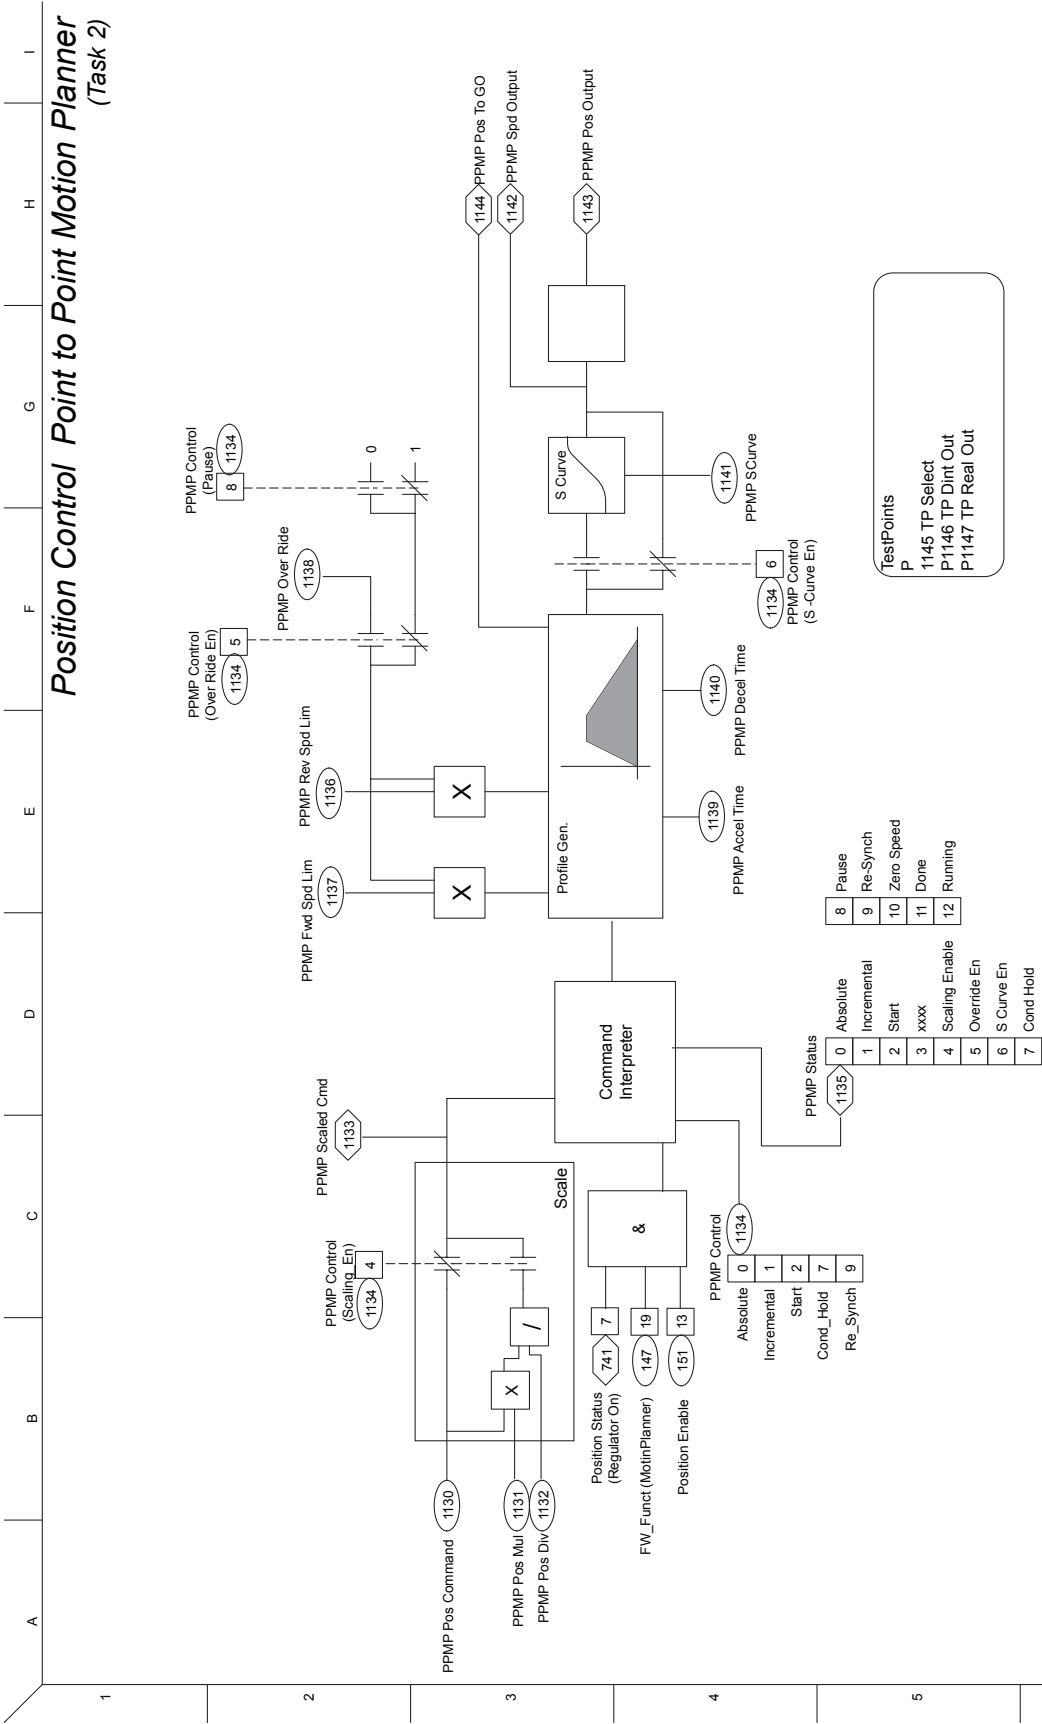 Position Control Point to Point Motion Planner
(Task 2)
A
B
C
D
E
F
G
H
I
1
2
3
4
5
PPMP Pos Command
1130
PPMP Pos Mul
1131
PPMP Pos Div
1132
X
/
PPMP Control
(Scaling_En)
1134
4
Scale
PPMP Scaled Cmd
1133
Position Status
(Regulator On)
741
7
FW_Funct (MotinPlanner)
147
19
Position Enable
151
13
&
Command
Interpreter
PPMP Control
1134
Absolute
0
Incremental
1
Start
2
Cond_Hold
7
Re_Synch
9
PPMP Status
1135
0 Absolute
1 Incremental
2 Start
3 xxxx
4 Scaling Enable
5 Override En
6 S Curve En
7 Cond Hold
8 Pause
9 Re-Synch
10 Zero Speed
11 Done
12 Running
PPMP Fwd Spd Lim
1137
X
PPMP Rev Spd Lim
1136
X
PPMP Control
(Over Ride En)
1134
5
PPMP Over Ride
1138
PPMP Control
(Pause)
8
1134
0
1
Profile Gen.
1139
PPMP Accel Time
1140
PPMP Decel Time
1134
6
PPMP Control
(S -Curve En)
S Curve
1141
PPMP SCurve
1144
PPMP Pos To GO
1142
PPMP Spd Output
1143
PPMP Pos Output
TestPoints
P
1145 TP Select
P1146 TP Dint Out
P1147 TP Real Out